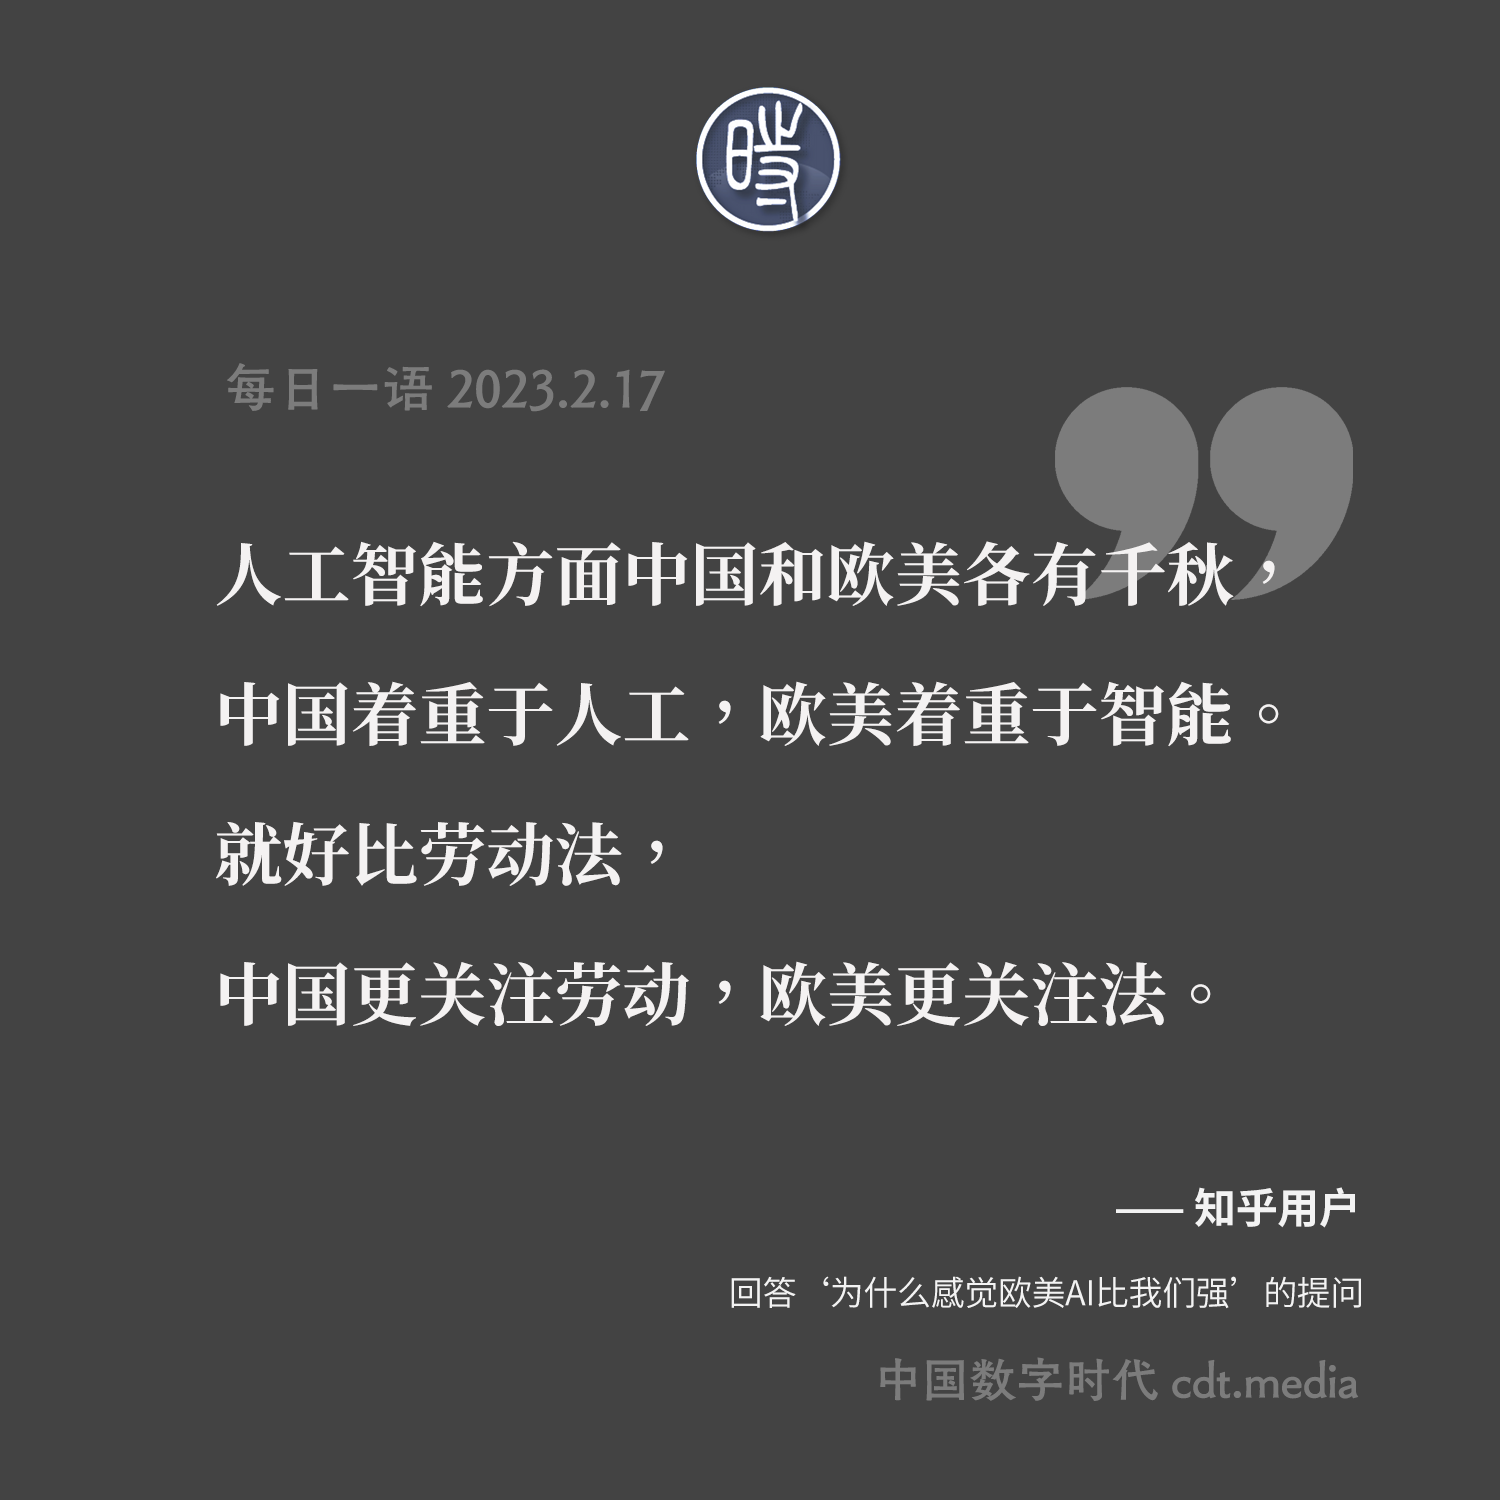 時
每日一语 2023.2.17
人工智能方面中国和欧美各有千秋，
中国着重于人工，欧美着重于智能。
就好比劳动法，
中国更关注劳动，欧美更关注法。
—— 知乎用户
回答‘为什么感觉欧美AI比我们强’的提问
中国数字时代 cdt.media